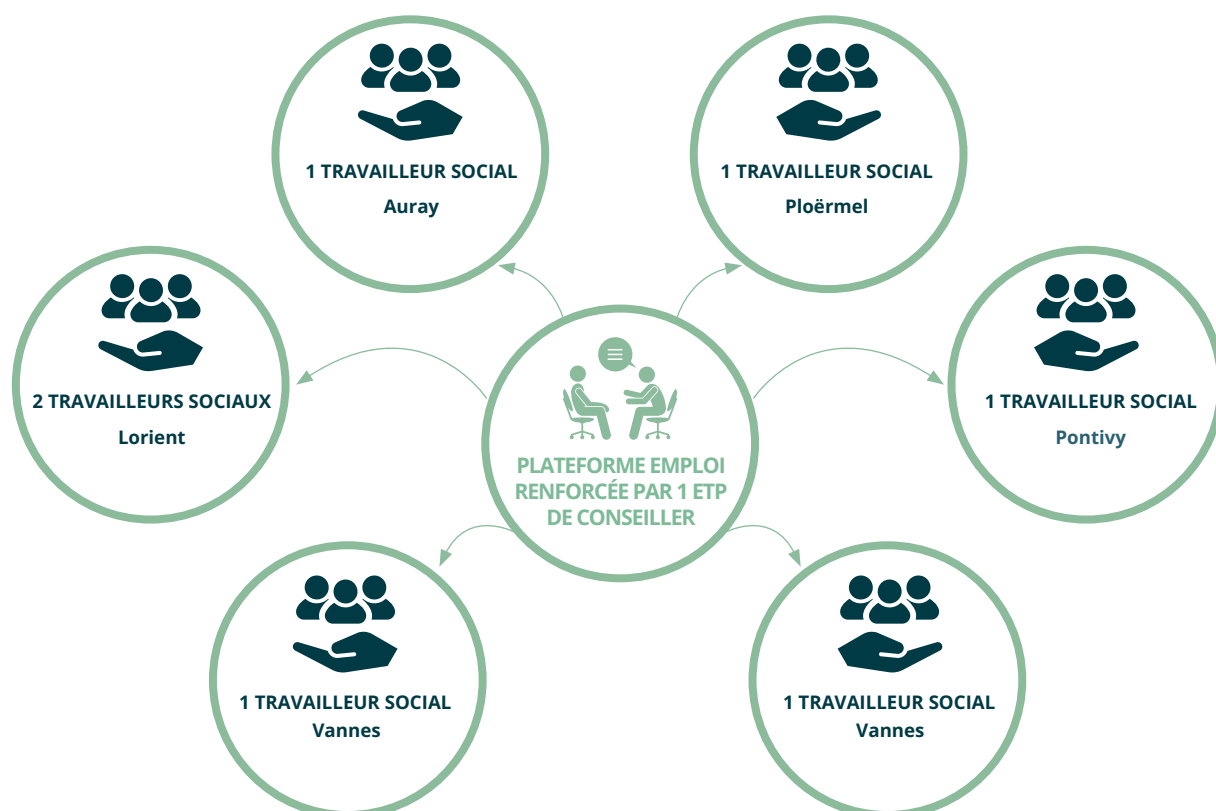 1 TRAVAILLEUR SOCIAL
Auray
1 TRAVAILLEUR SOCIAL
Ploërmel
2 TRAVAILLEURS SOCIAUX
Lorient
1 TRAVAILLEUR SOCIAL
Pontivy
PLATEFORME EMPLOI
RENFORCÉE PAR 1 ETP
DE CONSEILLER
1 TRAVAILLEUR SOCIAL
Vannes
1 TRAVAILLEUR SOCIAL
Vannes